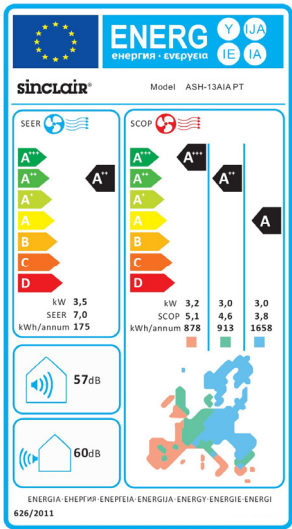 ENERG Y IJA
енергия · ενεργεια IE IA
sinclair® Model ASH-13AIA PT
SEER
SCOP
A+++ A+++ A+++
A++ A++ A++ A++
A+ A+
A A A
B B
C C
D D
kW 3,5
SEER 7,0
kWh/annum 175
kW 3,2 3,0 3,0
SCOP 5,1 4,6 3,8
kWh/annum 878 913 1658
57dB
60dB
ENERGIA·ЕНЕРГИЯ·ΕΝΕΡΓΕΙΑ·ENERGIJA·ENERGY·ENERGIE·ENERGI
626/2011